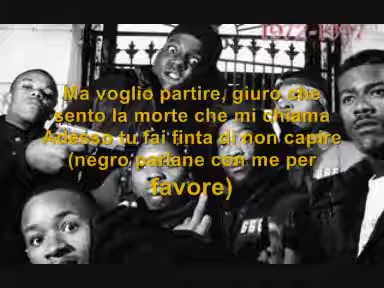 1972-1997
Ma voglio partire, giuro che
sento la morte che mi chiama
Adesso tu fai finta di non capire
(negro parlane con me per
favore)